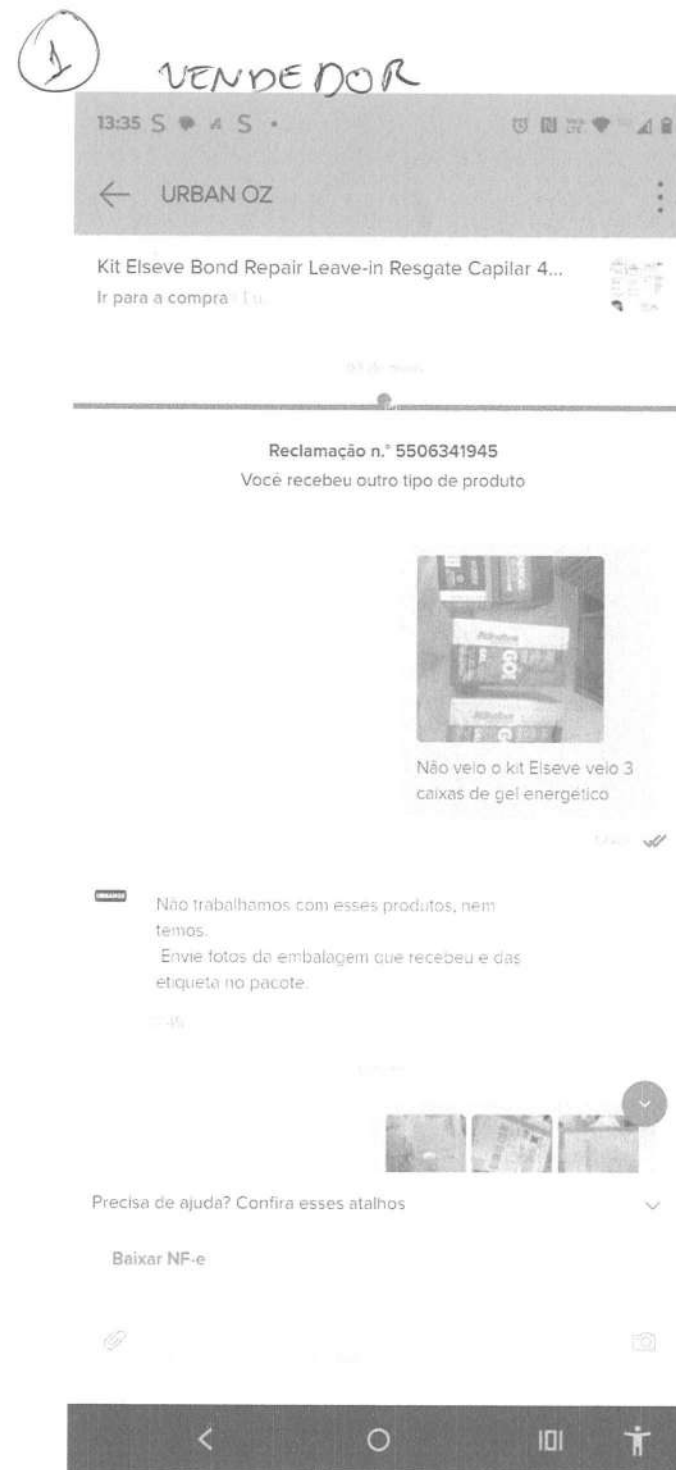 1
VENDEDOR
13:35 S S
URBAN OZ
Kit Elseve Bond Repair Leave-in Resgate Capilar 4...
Ir para a compra
Reclamação n.° 5506341945
Você recebeu outro tipo de produto
GO!
Não veio o kit Elseve veio 3
caixas de gel energético
URBANOZ
Não trabalhamos com esses produtos, nem
temos.
Envie fotos da embalagem que recebeu e das
etiqueta no pacote.
Precisa de ajuda? Confira esses atalhos
Baixar NF-e